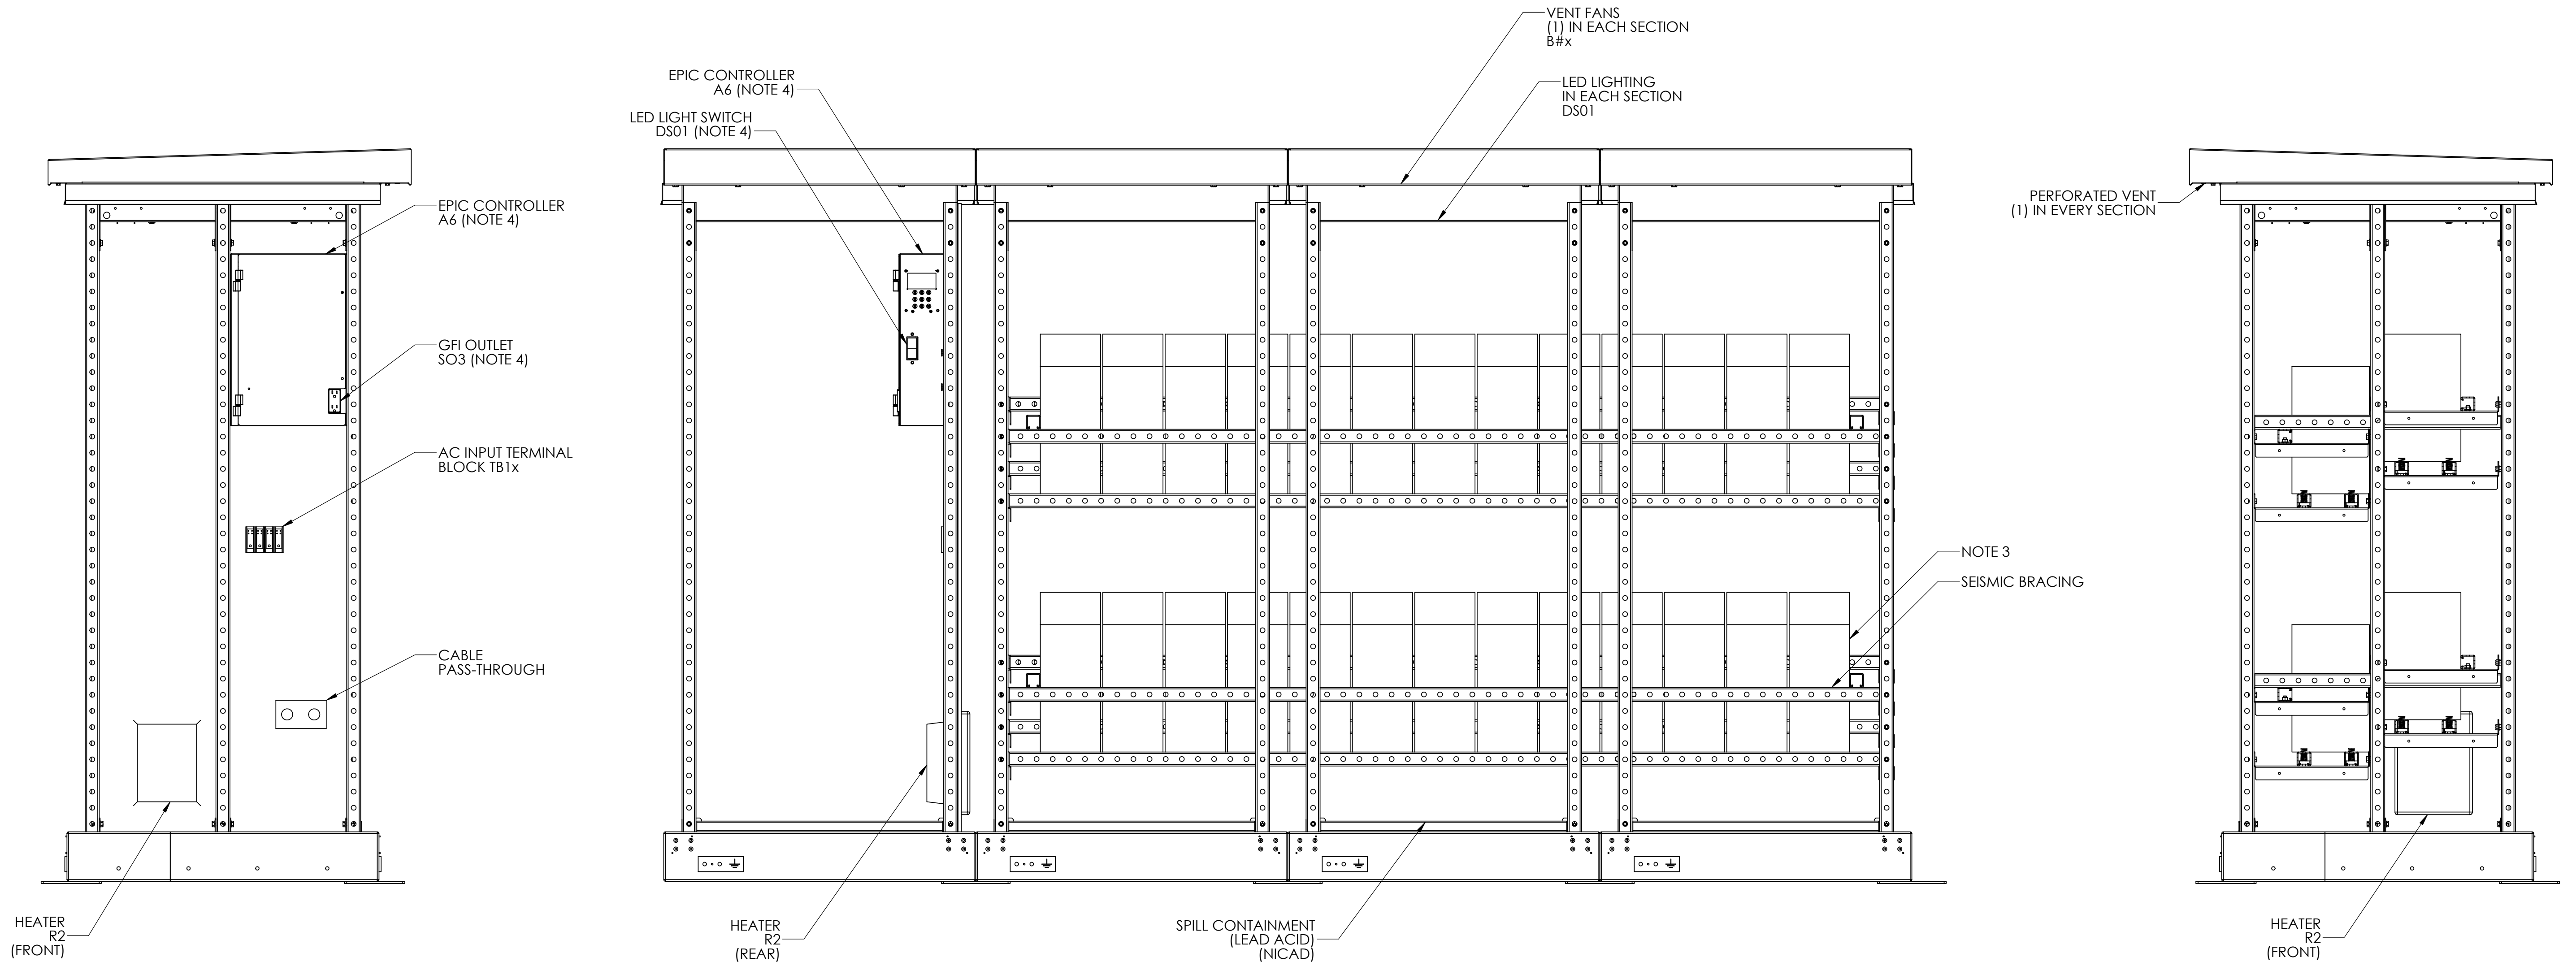 VENT FANS
(1) IN EACH SECTION
B#x
EPIC CONTROLLER
A6 (NOTE 4)
LED LIGHTING
IN EACH SECTION
DS01
LED LIGHT SWITCH
DS01 (NOTE 4)
EPIC CONTROLLER
A6 (NOTE 4)
PERFORATED VENT
(1) IN EVERY SECTION
GFI OUTLET
SO3 (NOTE 4)
AC INPUT TERMINAL
BLOCK TB1x
NOTE 3
SEISMIC BRACING
CABLE
PASS-THROUGH
HEATER
R2
(FRONT)
HEATER
R2
(REAR)
SPILL CONTAINMENT
(LEAD ACID)
(NICAD)
HEATER
R2
(FRONT)